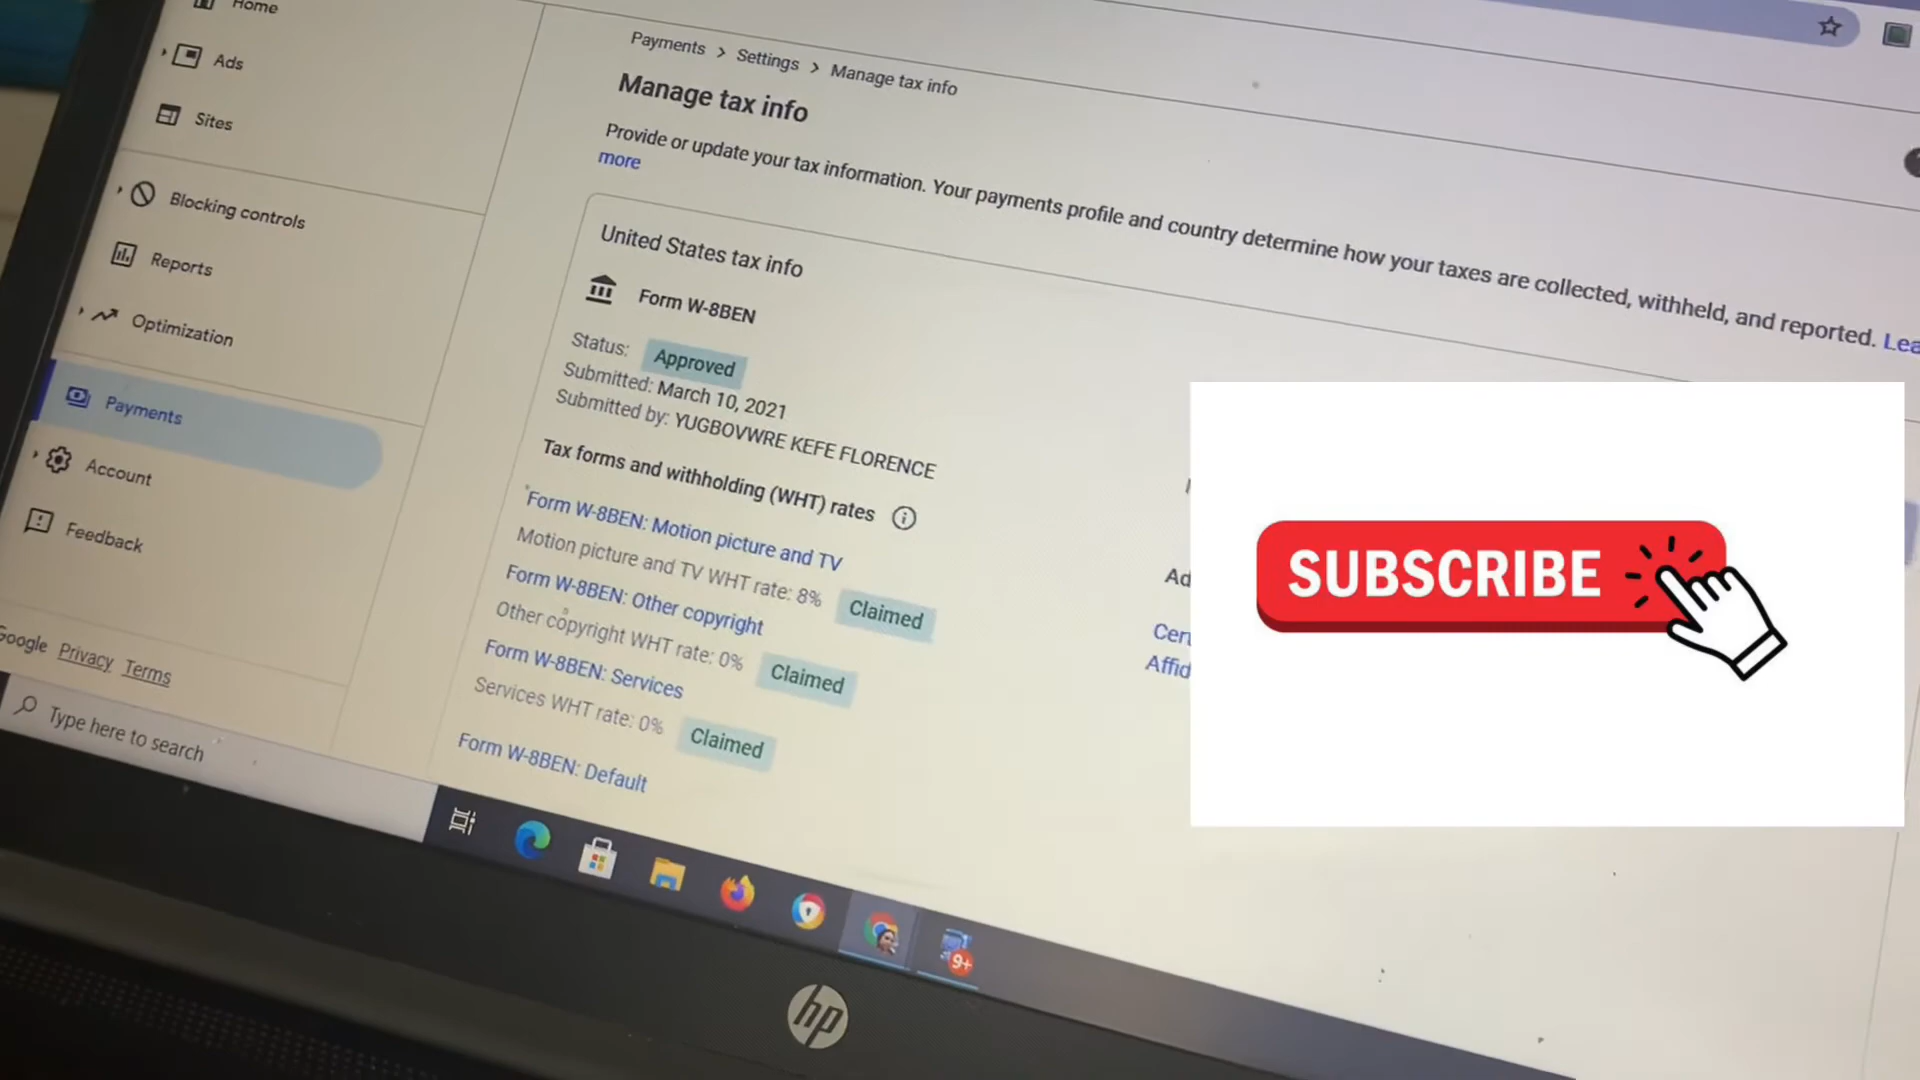 Home
Ads
Sites
Blocking controls
Reports
Optimization
Payments
Account
Feedback
Google Privacy Terms
Type here to search
Payments > Settings > Manage tax info
Manage tax info
Provide or update your tax information. Your payments profile and country determine how your taxes are collected, withheld, and reported. Lea
more
United States tax info
Form W-8BEN
Status: Approved
Submitted: March 10, 2021
Submitted by: YUGBOVWRE KEFE FLORENCE
Tax forms and withholding (WHT) rates
Form W-8BEN: Motion picture and TV
Motion picture and TV WHT rate: 8% Claimed
Form W-8BEN: Other copyright
Other copyright WHT rate: 0% Claimed
Form W-8BEN: Services
Services WHT rate: 0% Claimed
Form W-8BEN: Default
Ad
Cert
Affid
SUBSCRIBE
9+
hp